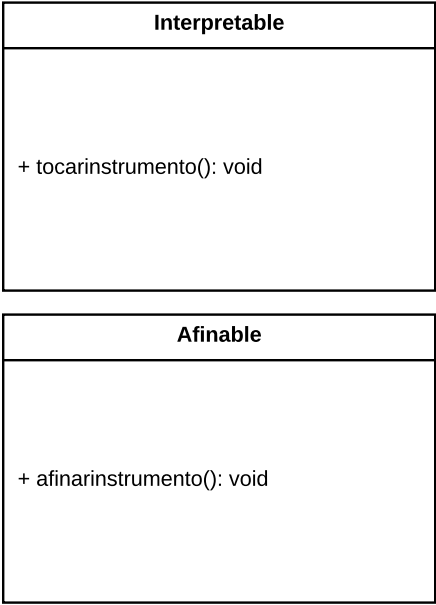 Interpretable
+ tocarinstrumento(): void
Afinable
+ afinarinstrumento(): void